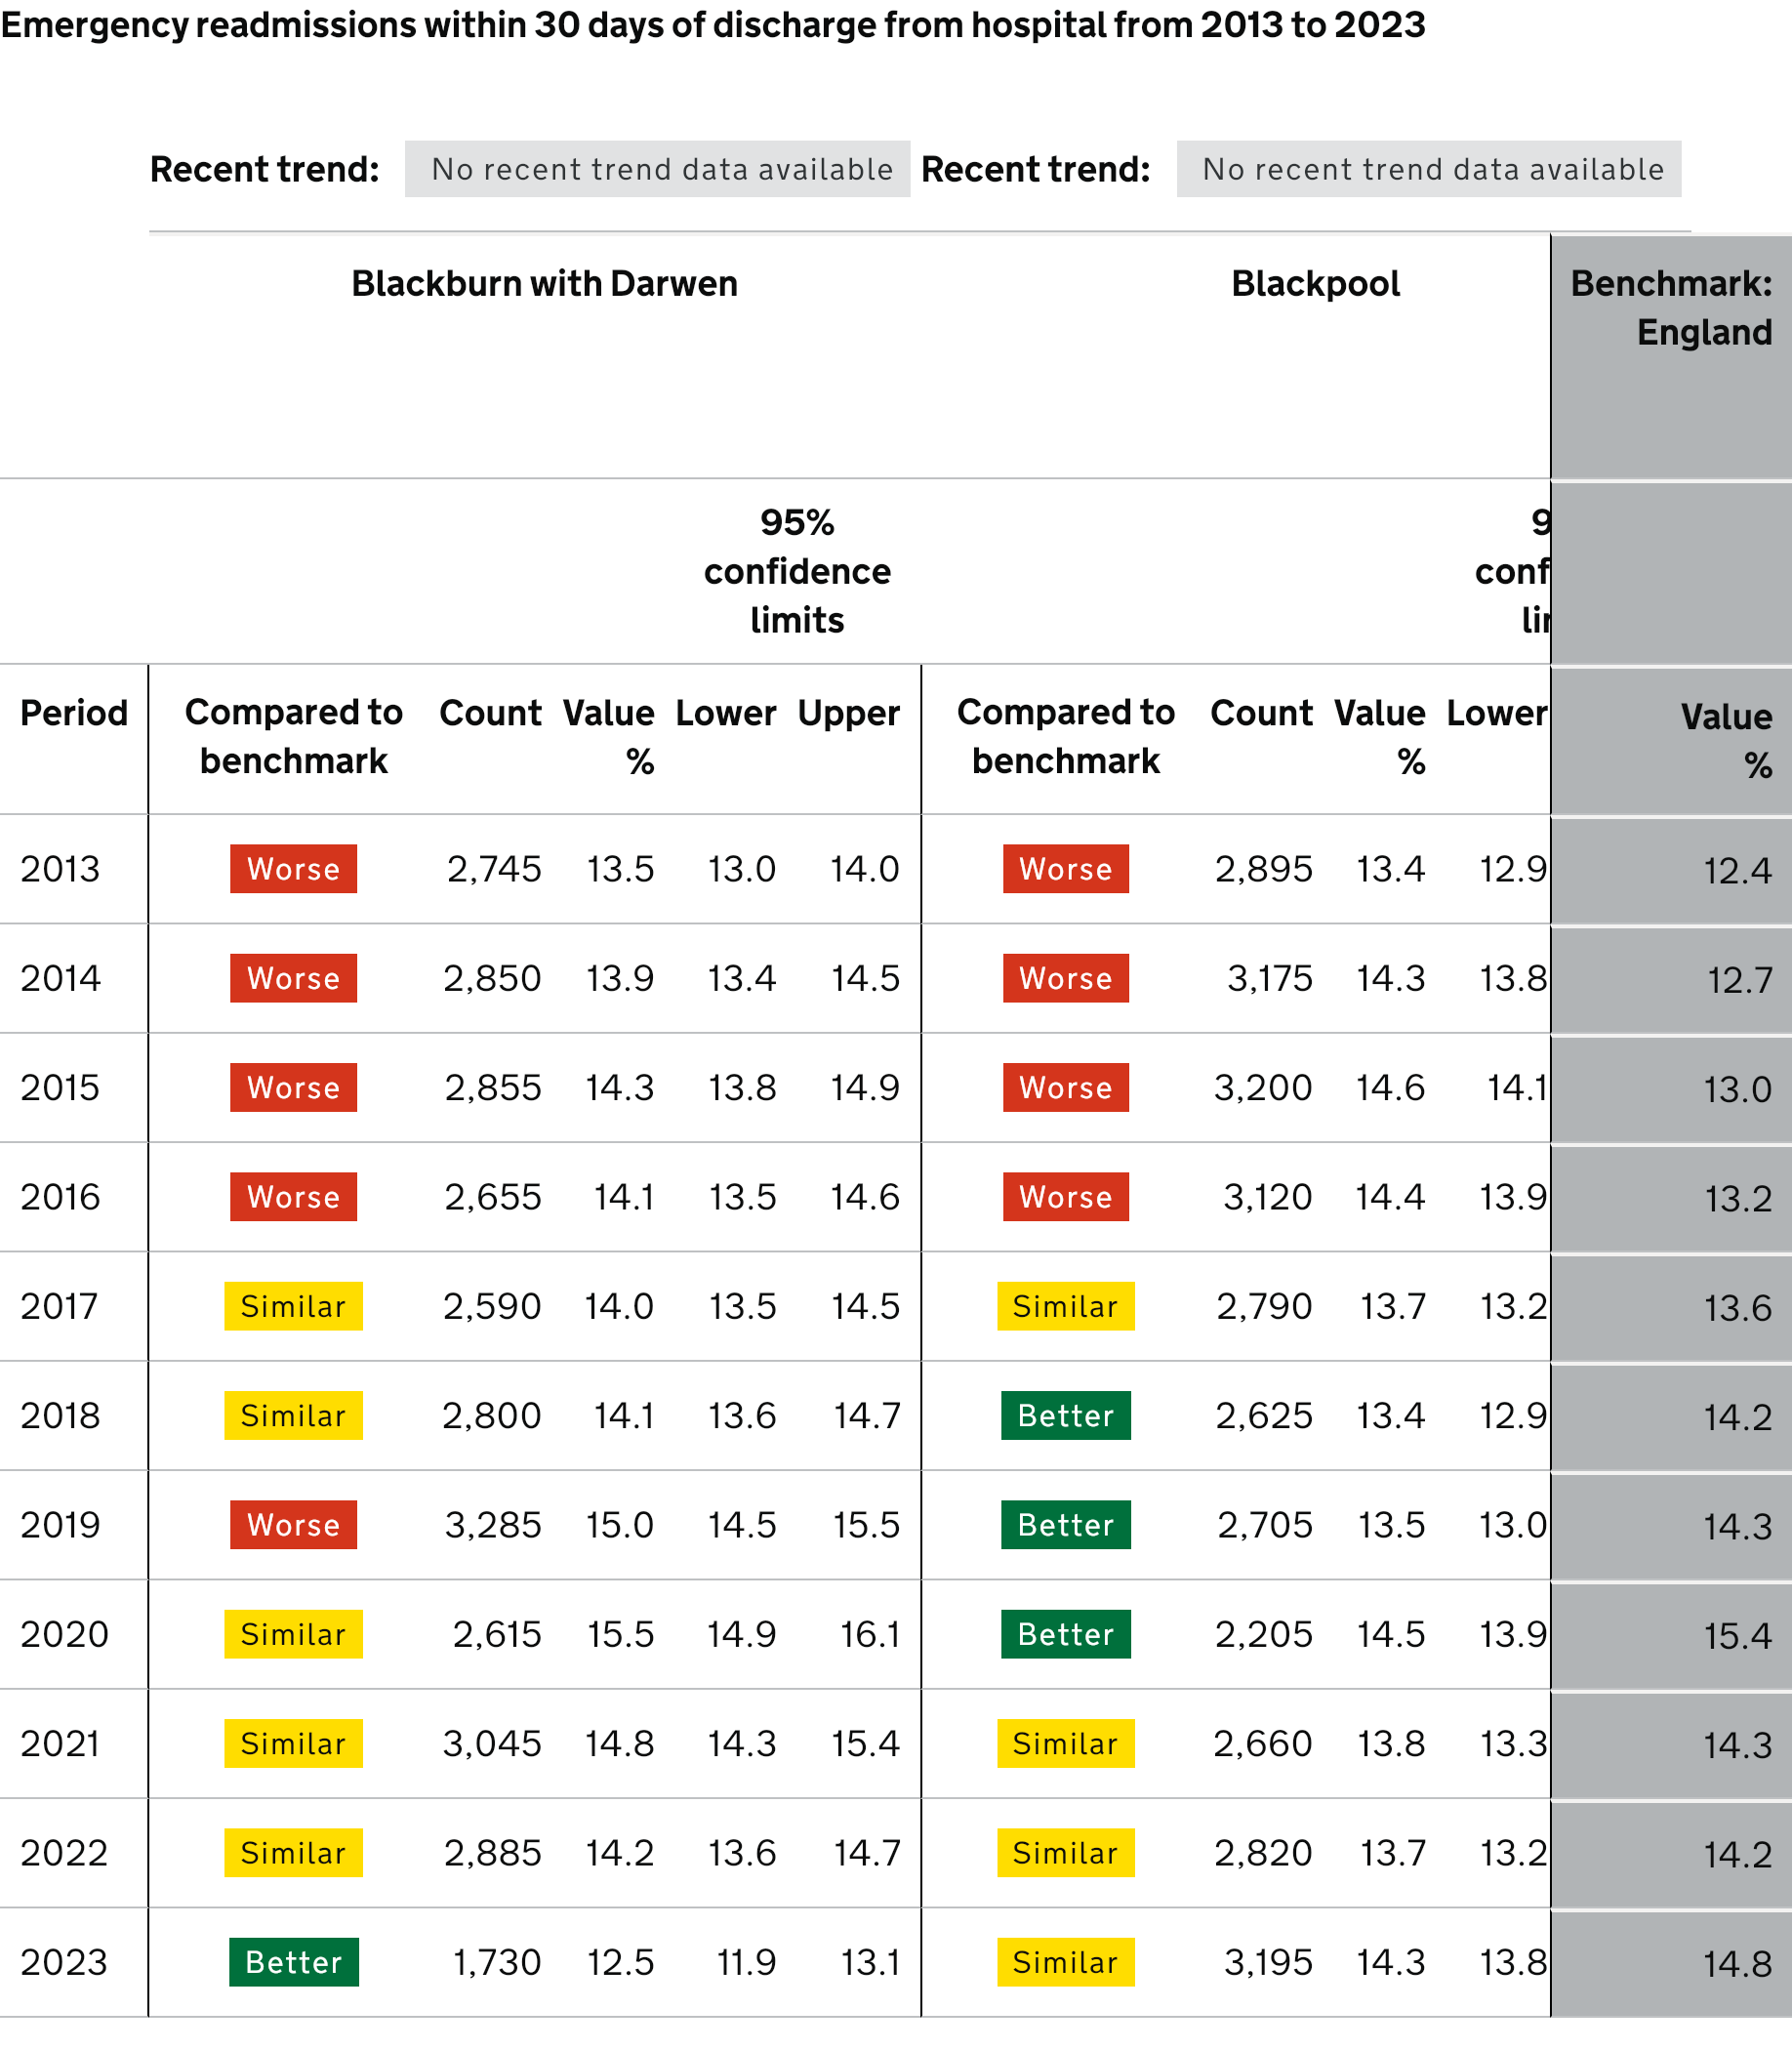 Emergency readmissions within 30 days of discharge from hospital from 2013 to 2023
Recent trend: No recent trend data available Recent trend: No recent trend data available
Blackburn with Darwen Blackpool Benchmark:
England
95%
confidence
limits
Period Compared to benchmark Count Value % Lower Upper Compared to benchmark Count Value % Lower Value %
2013 Worse 2,745 13.5 13.0 14.0 Worse 2,895 13.4 12.9 12.4
2014 Worse 2,850 13.9 13.4 14.5 Worse 3,175 14.3 13.8 12.7
2015 Worse 2,855 14.3 13.8 14.9 Worse 3,200 14.6 14.1 13.0
2016 Worse 2,655 14.1 13.5 14.6 Worse 3,120 14.4 13.9 13.2
2017 Similar 2,590 14.0 13.5 14.5 Similar 2,790 13.7 13.2 13.6
2018 Similar 2,800 14.1 13.6 14.7 Better 2,625 13.4 12.9 14.2
2019 Worse 3,285 15.0 14.5 15.5 Better 2,705 13.5 13.0 14.3
2020 Similar 2,615 15.5 14.9 16.1 Better 2,205 14.5 13.9 15.4
2021 Similar 3,045 14.8 14.3 15.4 Similar 2,660 13.8 13.3 14.3
2022 Similar 2,885 14.2 13.6 14.7 Similar 2,820 13.7 13.2 14.2
2023 Better 1,730 12.5 11.9 13.1 Similar 3,195 14.3 13.8 14.8